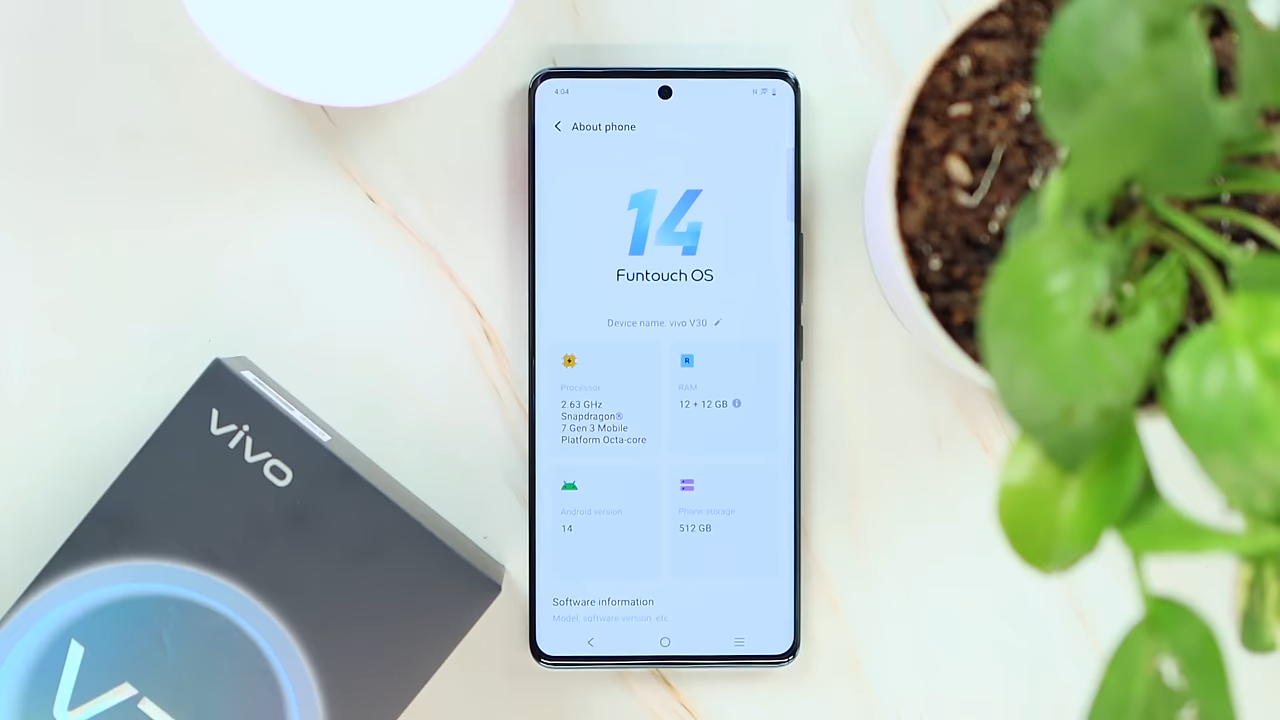 4:04
About phone
14
Funtouch OS
Device name: vivo V30
Processor
2.63 GHz
Snapdragon®
7 Gen 3 Mobile
Platform Octa-core
R
RAM
12 + 12 GB
Android version
14
Phone storage
512 GB
Software information
Model, software version, etc.
vivo